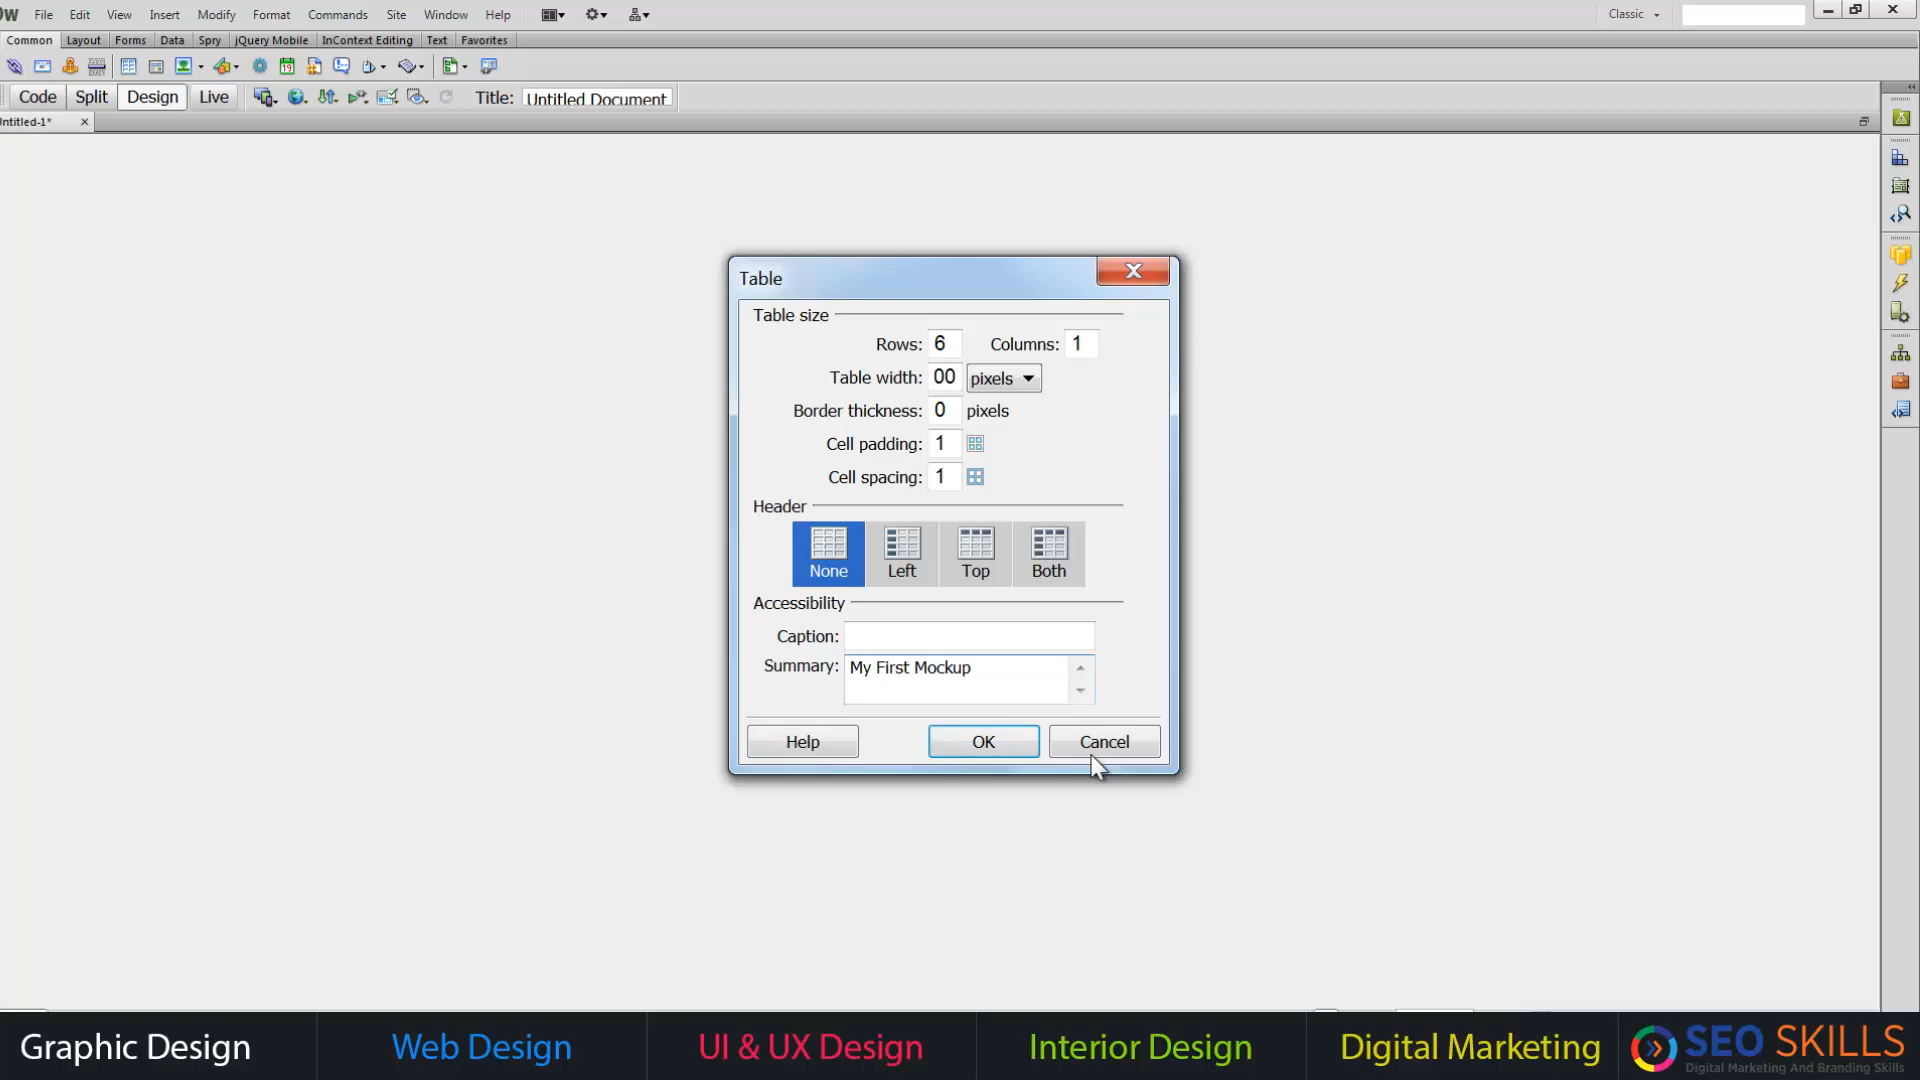 File Edit View Insert Modify Format Commands Site Window Help Classic
Common Layout Forms Data Spry jQuery Mobile InContext Editing Text Favorites
Code Split Design Live Title: Untitled Document
Untitled-1*
Table
Table size
Rows: 6 Columns: 1
Table width: 00 pixels
Border thickness: 0 pixels
Cell padding: 1
Cell spacing: 1
Header
None Left Top Both
Accessibility
Caption:
Summary: My First Mockup
Help OK Cancel
Graphic Design Web Design UI & UX Design Interior Design Digital Marketing SEO SKILLS
Digital Marketing And Branding Skills